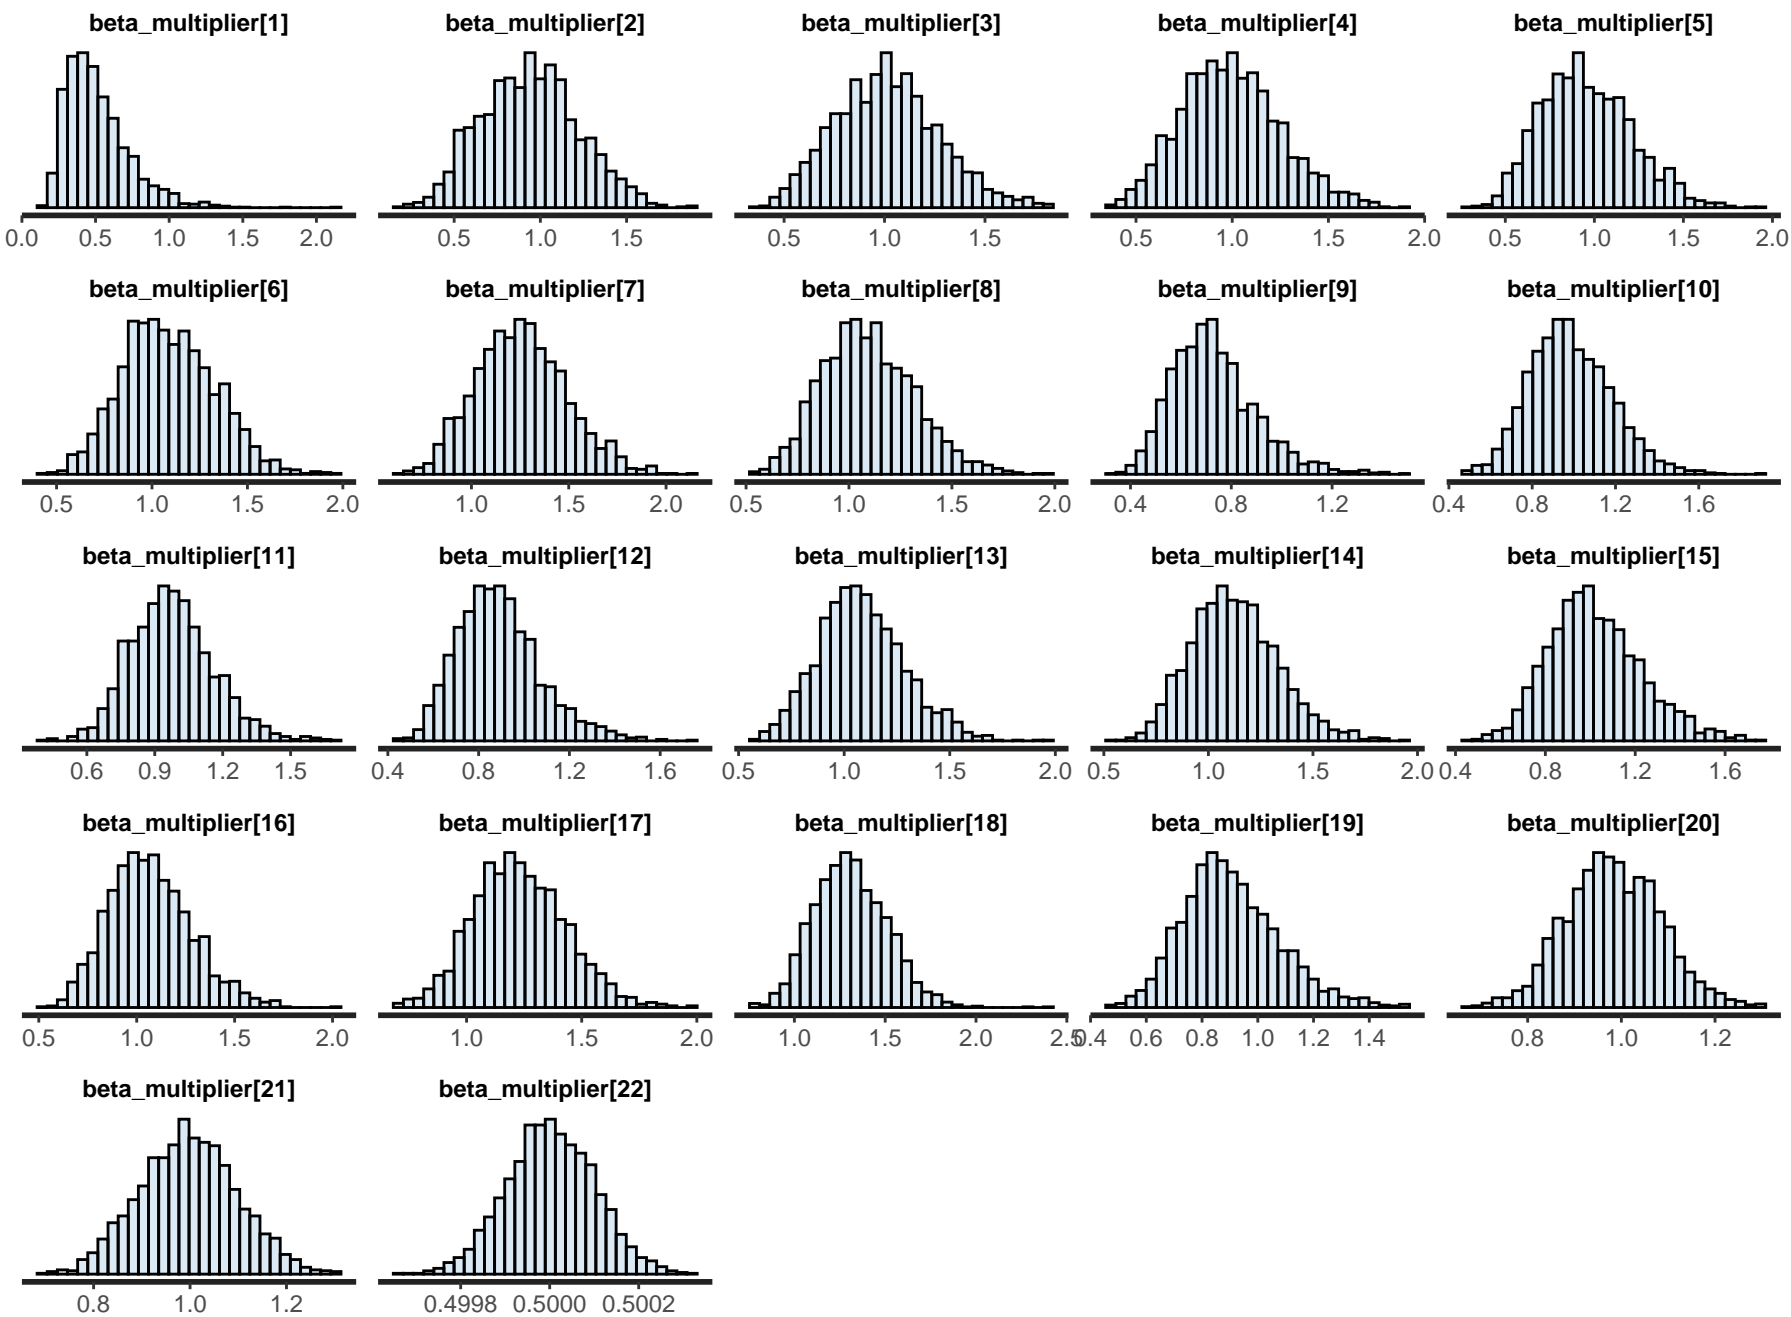 beta_multiplier[1] beta_multiplier[2] beta_multiplier[3] beta_multiplier[4] beta_multiplier[5]
0.0 0.5 1.0 1.5 2.0 0.5 1.0 1.5 0.5 1.0 1.5 0.5 1.0 1.5 2.0 0.5 1.0 1.5 2.0
beta_multiplier[6] beta_multiplier[7] beta_multiplier[8] beta_multiplier[9] beta_multiplier[10]
0.5 1.0 1.5 2.0 1.0 1.5 2.0 0.5 1.0 1.5 2.0 0.4 0.8 1.2 0.4 0.8 1.2 1.6
beta_multiplier[11] beta_multiplier[12] beta_multiplier[13] beta_multiplier[14] beta_multiplier[15]
0.6 0.9 1.2 1.5 0.4 0.8 1.2 1.6 0.5 1.0 1.5 2.0 0.5 1.0 1.5 2.0 0.4 0.8 1.2 1.6
beta_multiplier[16] beta_multiplier[17] beta_multiplier[18] beta_multiplier[19] beta_multiplier[20]
0.5 1.0 1.5 2.0 1.0 1.5 2.0 1.0 1.5 2.0 2.5 0.4 0.6 0.8 1.0 1.2 1.4 0.8 1.0 1.2
beta_multiplier[21] beta_multiplier[22]
0.8 1.0 1.2 0.4998 0.5000 0.5002